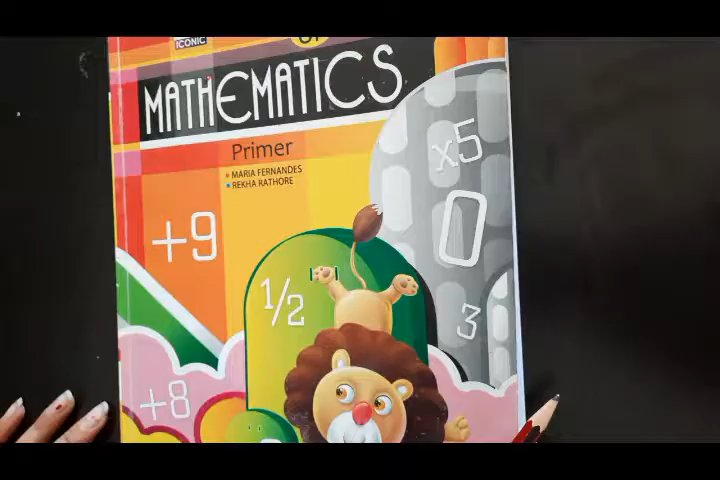 ICONIC
MATHEMATICS
Primer
MARIA FERNANDES
REKHA RATHORE
x5
+9
0
1/2
3
+8